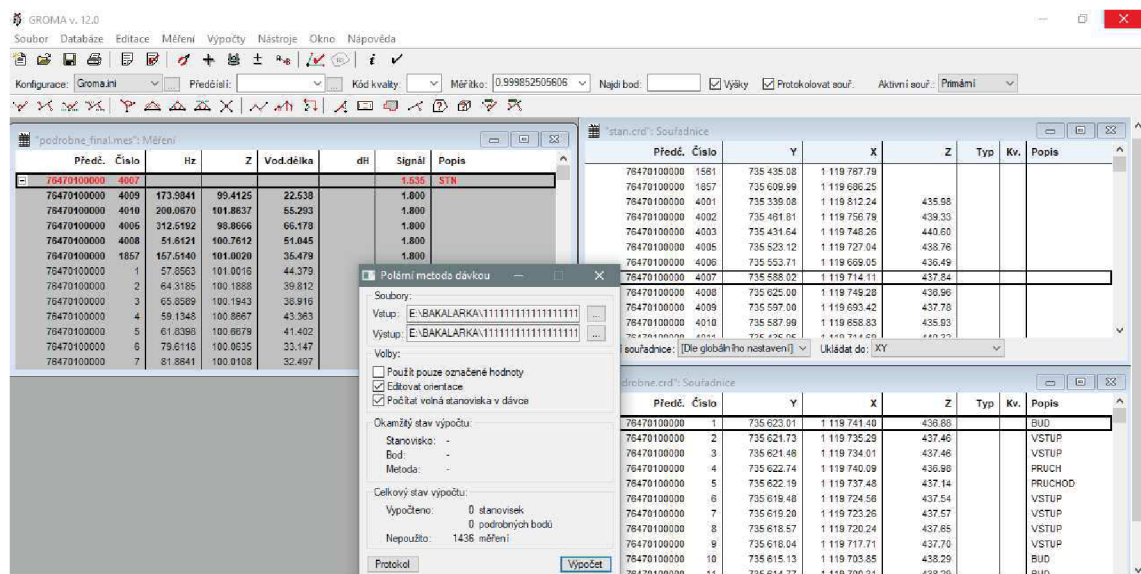 GROMA v. 12.0
Soubor Databáze Editace Měření Výpočty Nástroje Okno Nápověda
Konfigurace: Groma.ini Předčíslí: Kód kvality: Měřítko: 0.999852505606 Najdi bod: Výšky Protokolovat souř. Aktivní souř.: Primární
"podrobne_final.mes": Měření
Předč. Číslo Hz Z Vod.délka dH Signál Popis
76470100000 4007 1.535 STN
76470100000 4009 173.9841 99.4125 22.538 1.800
76470100000 4010 200.0670 101.8637 55.293 1.800
76470100000 4006 312.5192 98.8666 66.178 1.800
76470100000 4008 51.6121 100.7612 51.045 1.800
76470100000 1857 157.5140 101.0020 35.479 1.800
76470100000 1 57.8563 101.0016 44.379
76470100000 2 64.3185 100.1888 39.812
76470100000 3 65.8589 100.1943 38.916
76470100000 4 59.1348 100.8667 43.363
76470100000 5 61.8398 100.6679 41.402
76470100000 6 79.6118 100.0635 33.147
76470100000 7 81.8641 100.0108 32.497
"stan.crd": Souřadnice
Předč. Číslo Y X Z Typ Kv. Popis
76470100000 1561 735 435.08 1 119 767.79
76470100000 1857 735 609.99 1 119 686.25
76470100000 4001 735 339.08 1 119 812.24 435.98
76470100000 4002 735 461.81 1 119 756.79 439.33
76470100000 4003 735 431.64 1 119 748.26 440.60
76470100000 4005 735 523.12 1 119 727.04 438.76
76470100000 4006 735 553.71 1 119 669.05 436.49
76470100000 4007 735 588.02 1 119 714.11 437.84
76470100000 4008 735 625.00 1 119 749.28 436.96
76470100000 4009 735 597.00 1 119 693.42 437.78
76470100000 4010 735 587.99 1 119 658.83 435.93
í souřadnice: [Dle globálního nastavení] Ukládat do: XY
Polární metoda dávkou
Soubory:
Vstup: E:\BAKALARKA\11111111111111111
Výstup: E:\BAKALARKA\11111111111111111
Volby:
Použít pouze označené hodnoty
Editovat orientace
Počítat volná stanoviska v dávce
Okamžitý stav výpočtu:
Stanovisko: -
Bod: -
Metoda: -
Celkový stav výpočtu:
Vypočteno: 0 stanovisek
0 podrobných bodů
Nepoužito: 1436 měření
Protokol Výpočet
drobne.crd": Souřadnice
Předč. Číslo Y X Z Typ Kv. Popis
76470100000 1 735 623.01 1 119 741.40 436.88 BUD
76470100000 2 735 621.73 1 119 735.29 437.46 VSTUP
76470100000 3 735 621.46 1 119 734.01 437.46 VSTUP
76470100000 4 735 622.74 1 119 740.09 436.98 PRUCH
76470100000 5 735 622.19 1 119 737.48 437.14 PRUCHOD
76470100000 6 735 619.48 1 119 724.56 437.54 VSTUP
76470100000 7 735 619.20 1 119 723.26 437.57 VSTUP
76470100000 8 735 618.57 1 119 720.24 437.65 VSTUP
76470100000 9 735 618.04 1 119 717.71 437.70 VSTUP
76470100000 10 735 615.13 1 119 703.85 438.29 BUD